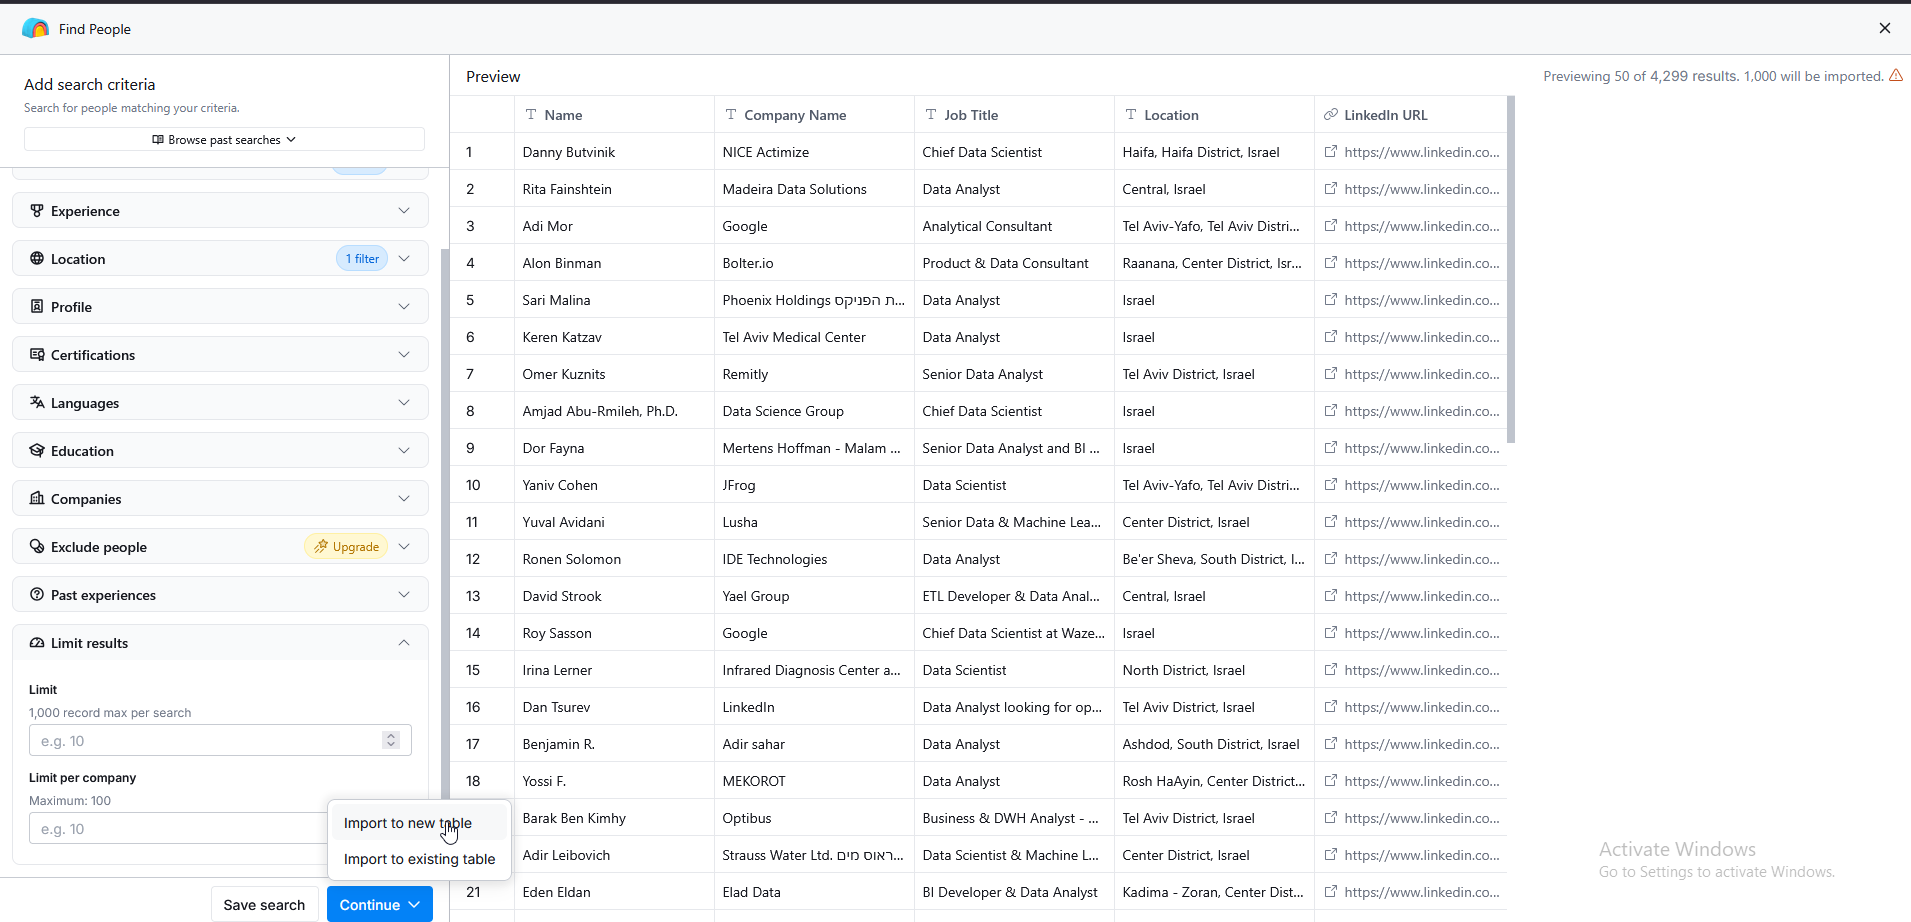 Find People
Add search criteria
Search for people matching your criteria.
Browse past searches
Experience
Location 1 filter
Profile
Certifications
Languages
Education
Companies
Exclude people Upgrade
Past experiences
Limit results
Limit
1,000 record max per search
e.g. 10
Limit per company
Maximum: 100
e.g. 10
Import to new table
Import to existing table
Save search Continue
Preview
Previewing 50 of 4,299 results. 1,000 will be imported.
Name Company Name Job Title Location LinkedIn URL
1 Danny Butvinik NICE Actimize Chief Data Scientist Haifa, Haifa District, Israel https://www.linkedin.co...
2 Rita Fainshtein Madeira Data Solutions Data Analyst Central, Israel https://www.linkedin.co...
3 Adi Mor Google Analytical Consultant Tel Aviv-Yafo, Tel Aviv Distri... https://www.linkedin.co...
4 Alon Binman Bolter.io Product & Data Consultant Raanana, Center District, Isr... https://www.linkedin.co...
5 Sari Malina Phoenix Holdings ת הפניקס... Data Analyst Israel https://www.linkedin.co...
6 Keren Katzav Tel Aviv Medical Center Data Analyst Israel https://www.linkedin.co...
7 Omer Kuznits Remitly Senior Data Analyst Tel Aviv District, Israel https://www.linkedin.co...
8 Amjad Abu-Rmileh, Ph.D. Data Science Group Chief Data Scientist Israel https://www.linkedin.co...
9 Dor Fayna Mertens Hoffman - Malam ... Senior Data Analyst and BI ... Israel https://www.linkedin.co...
10 Yaniv Cohen JFrog Data Scientist Tel Aviv-Yafo, Tel Aviv Distri... https://www.linkedin.co...
11 Yuval Avidani Lusha Senior Data & Machine Lea... Center District, Israel https://www.linkedin.co...
12 Ronen Solomon IDE Technologies Data Analyst Be'er Sheva, South District, I... https://www.linkedin.co...
13 David Strook Yael Group ETL Developer & Data Anal... Central, Israel https://www.linkedin.co...
14 Roy Sasson Google Chief Data Scientist at Waze... Israel https://www.linkedin.co...
15 Irina Lerner Infrared Diagnosis Center a... Data Scientist North District, Israel https://www.linkedin.co...
16 Dan Tsurev LinkedIn Data Analyst looking for op... Tel Aviv District, Israel https://www.linkedin.co...
17 Benjamin R. Adir sahar Data Analyst Ashdod, South District, Israel https://www.linkedin.co...
18 Yossi F. MEKOROT Data Analyst Rosh HaAyin, Center District... https://www.linkedin.co...
Barak Ben Kimhy Optibus Business & DWH Analyst - ... Tel Aviv District, Israel https://www.linkedin.co...
Adir Leibovich Strauss Water Ltd. ראוס מים... Data Scientist & Machine L... Center District, Israel https://www.linkedin.co...
21 Eden Eldan Elad Data BI Developer & Data Analyst Kadima - Zoran, Center Dist... https://www.linkedin.co...
Activate Windows
Go to Settings to activate Windows.